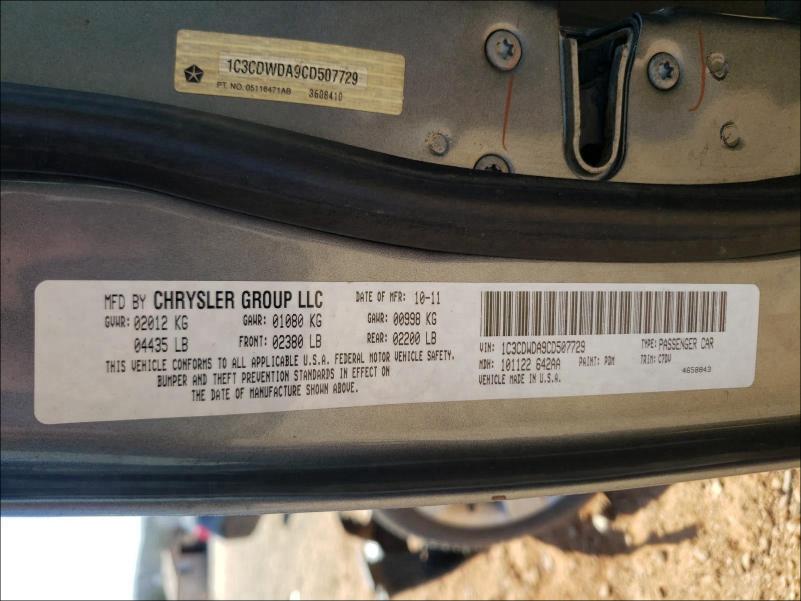 1C3CDWDA9CD507729
PT. NO. 05116471AB 3608410
MFD BY CHRYSLER GROUP LLC DATE OF MFR: 10-11
GVWR: 02012 KG GAWR: 01080 KG GAWR: 00998 KG
04435 LB FRONT: 02380 LB REAR: 02200 LB
THIS VEHICLE CONFORMS TO ALL APPLICABLE U.S.A. FEDERAL MOTOR VEHICLE SAFETY,
BUMPER AND THEFT PREVENTION STANDARDS IN EFFECT ON
THE DATE OF MANUFACTURE SHOWN ABOVE.
VIN: 1C3CDWDA9CD507729 TYPE: PASSENGER CAR
MDH: 101122 642AA PAINT: PDM TRIM: C7DV
VEHICLE MADE IN U.S.A. 4658843